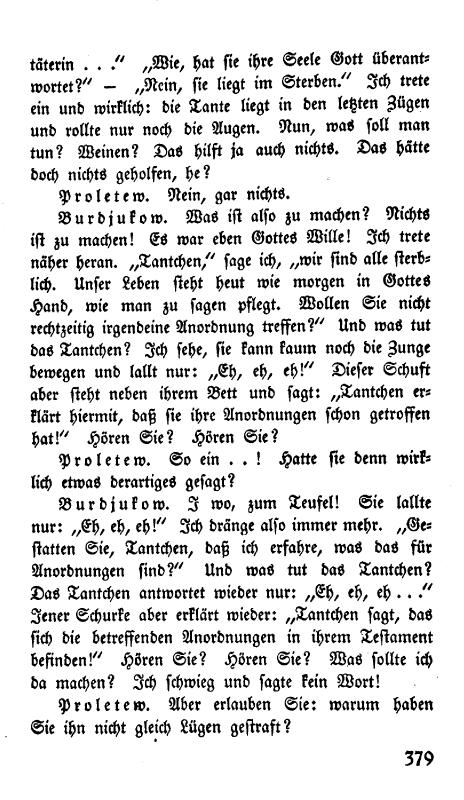 täterin . . .“ „Wie, hat sie ihre Seele Gott überant-
wortet?“ — „Nein, sie liegt im Sterben.“ Ich trete
ein und wirklich: die Tante liegt in den letzten Zügen
und rollte nur noch die Augen. Nun, was soll man
tun? Weinen? Das hilft ja auch nichts. Das hätte
doch nichts geholfen, he?
Proletew. Nein, gar nichts.
Burdjukow. Was ist also zu machen? Nichts
ist zu machen! Es war eben Gottes Wille! Ich trete
näher heran. „Tantchen,“ sage ich, „wir sind alle sterb-
lich. Unser Leben steht heut wie morgen in Gottes
Hand, wie man zu sagen pflegt. Wollen Sie nicht
rechtzeitig irgendeine Anordnung treffen?“ Und was tut
das Tantchen? Ich sehe, sie kann kaum noch die Zunge
bewegen und lallt nur: „Eh, eh, eh!“ Dieser Schuft
aber steht neben ihrem Bett und sagt: „Tantchen er-
klärt hiermit, daß sie ihre Anordnungen schon getroffen
hat!“ Hören Sie? Hören Sie?
Proletew. So ein . . ! Hatte sie denn wirk-
lich etwas derartiges gesagt?
Burdjukow. I wo, zum Teufel! Sie lallte
nur: „Eh, eh, eh!“ Ich dränge also immer mehr. „Ge-
statten Sie, Tantchen, daß ich erfahre, was das für
Anordnungen sind?“ Und was tut das Tantchen?
Das Tantchen antwortet wieder nur: „Eh, eh, eh . . .“
Jener Schurke aber erklärt wieder: „Tantchen sagt, das
sich die betreffenden Anordnungen in ihrem Testament
befinden!“ Hören Sie? Hören Sie? Was sollte ich
da machen? Ich schwieg und sagte kein Wort!
Proletew. Aber erlauben Sie: warum haben
Sie ihn nicht gleich Lügen gestraft?
379